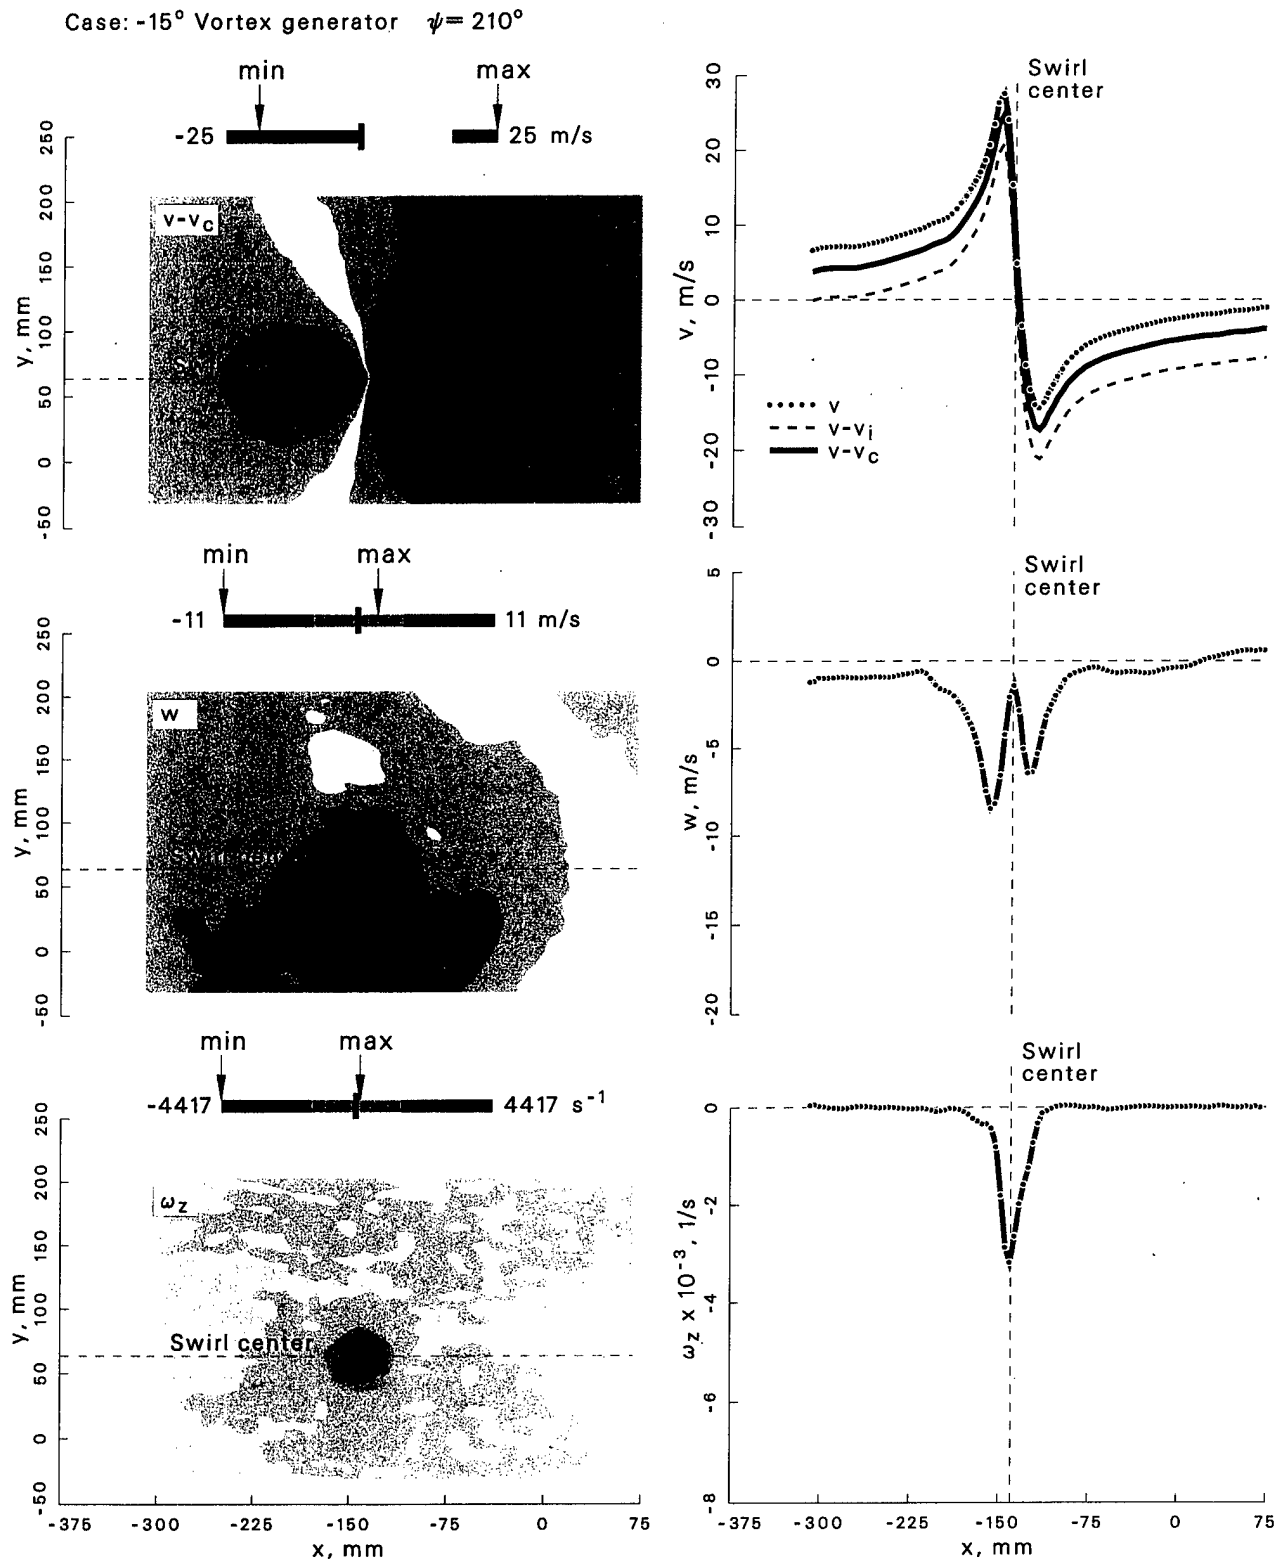 Case: -15° Vortex generator ψ= 210°
min max
-25 25 m/s
v-v_c
y, mm
250
200
150
100
50
0
-50
min max
-11 11 m/s
w
Swirl center
y, mm
250
200
150
100
50
0
-50
min max
-4417 4417 s⁻¹
ω_z
Swirl center
y, mm
250
200
150
100
50
0
-50
-375 -300 -225 -150 -75 0 75
x, mm
Swirl
center
v, m/s
30
20
10
0
-10
-20
-30
v
v-v_i
v-v_c
Swirl
center
w, m/s
5
0
-5
-10
-15
-20
Swirl
center
ω_z x 10⁻³, 1/s
0
-2
-4
-6
-8
-375 -300 -225 -150 -75 0 75
x, mm